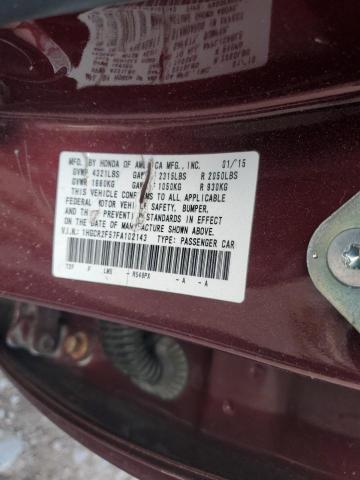 MFD. BY HONDA OF AMERICA MFG., INC. 01/15
GVWR 4321LBS GAWR F 2315LBS R 2050LBS
GVWR 1960KG GAWR F 1050KG R 930KG
THIS VEHICLE CONFORMS TO ALL APPLICABLE
FEDERAL MOTOR VEHICLE SAFETY, BUMPER,
AND THEFT PREVENTION STANDARDS IN EFFECT
ON THE DATE OF MANUFACTURE SHOWN ABOVE.
V.I.N.: 1HGCR2F57FA102143 TYPE: PASSENGER CAR
R548PX - A - A